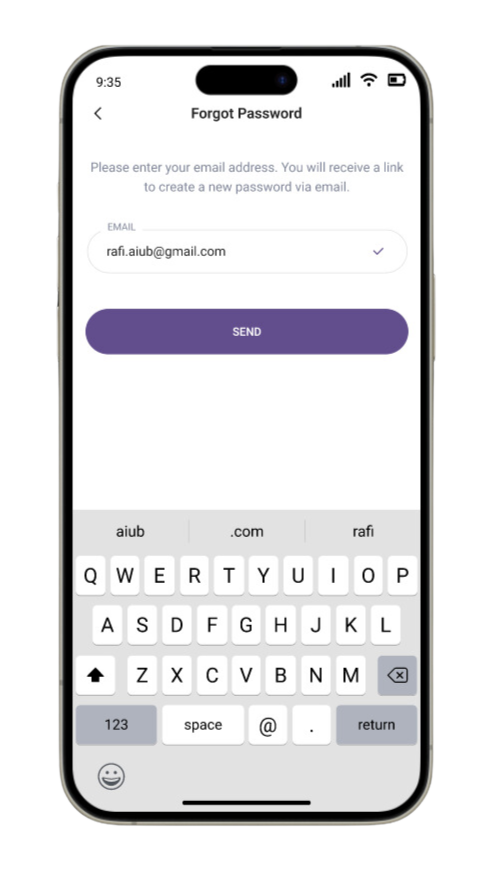 9:35
Forgot Password
Please enter your email address. You will receive a link
to create a new password via email.
EMAIL
rafi.aiub@gmail.com
SEND
aiub .com rafi
Q W E R T Y U I O P
A S D F G H J K L
Z X C V B N M
123 space @ . return